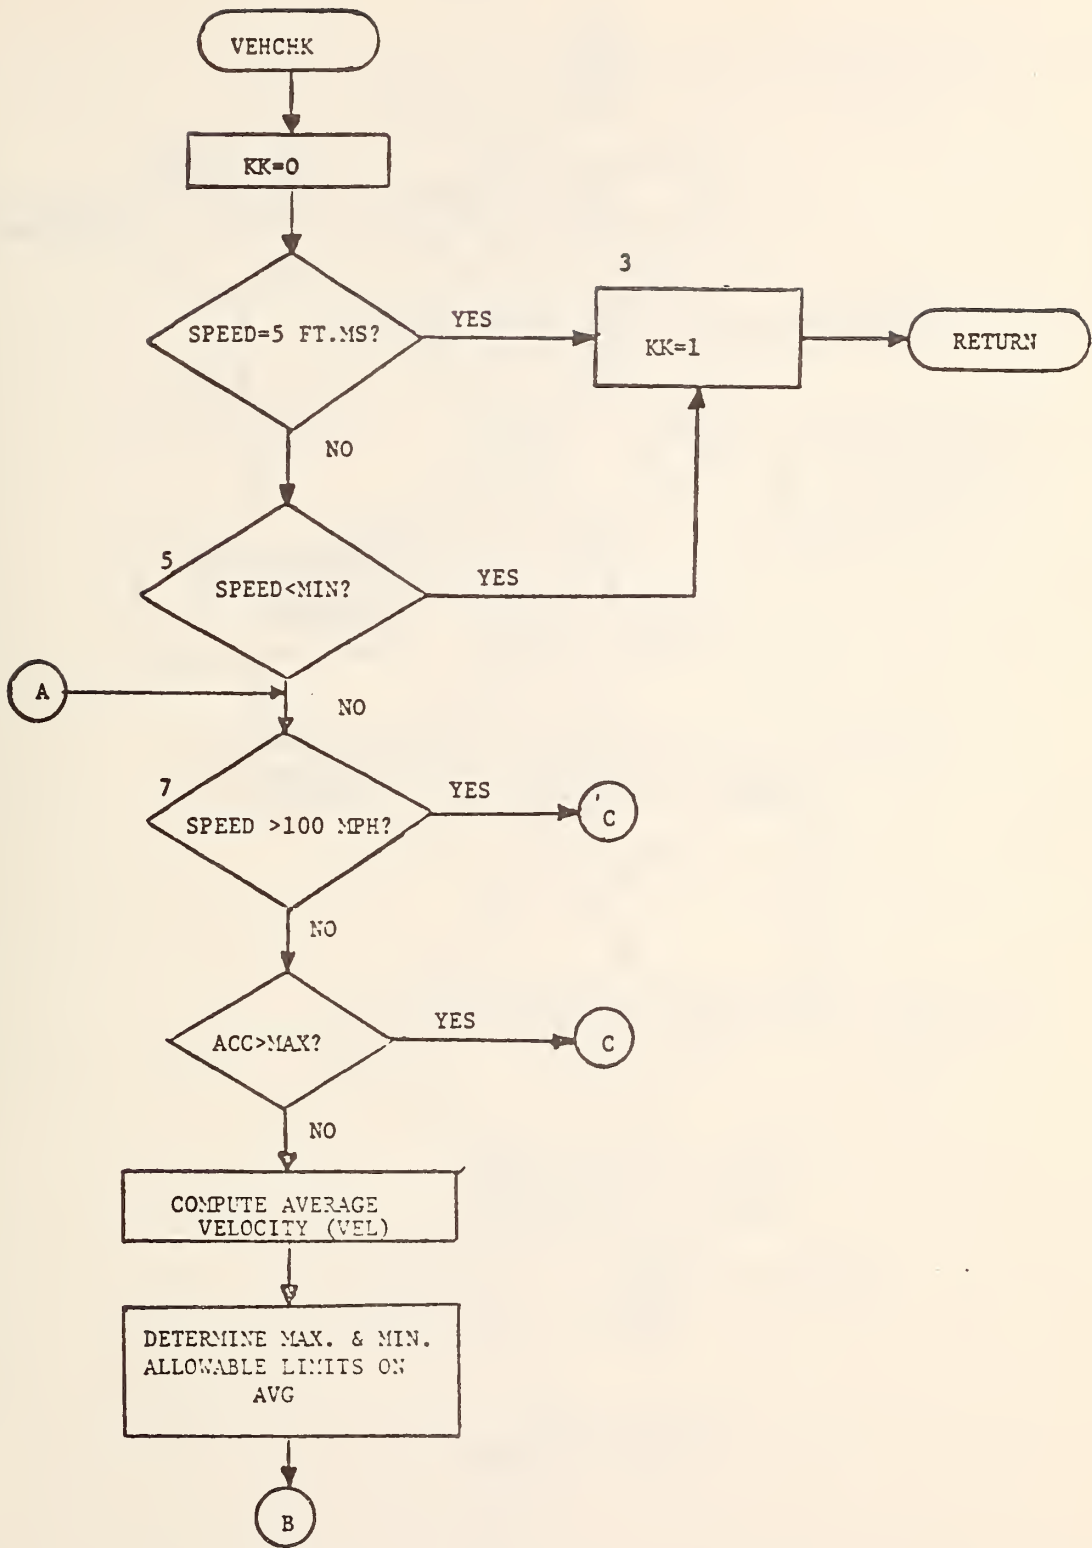 VEHCHK
KK=0
SPEED=5 FT.MS?
YES
3
KK=1
RETURN
NO
5
SPEED<MIN?
YES
A
NO
7
SPEED >100 MPH?
YES
C
NO
ACC>MAX?
YES
C
NO
COMPUTE AVERAGE
VELOCITY (VEL)
DETERMINE MAX. & MIN.
ALLOWABLE LIMITS ON
AVG
B